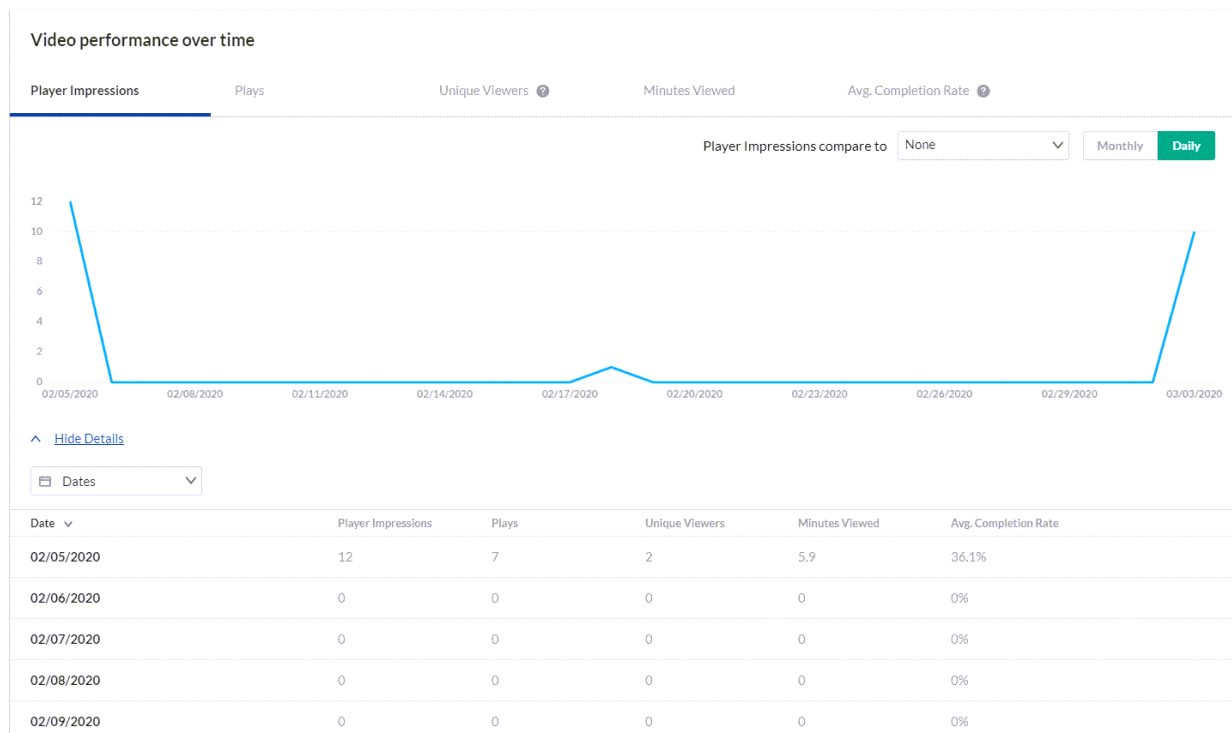 Video performance over time
Player Impressions Plays Unique Viewers ? Minutes Viewed Avg. Completion Rate ?
Player Impressions compare to None Monthly Daily
12
10
8
6
4
2
0
02/05/2020 02/08/2020 02/11/2020 02/14/2020 02/17/2020 02/20/2020 02/23/2020 02/26/2020 02/29/2020 03/03/2020
Hide Details
Dates
Date Player Impressions Plays Unique Viewers Minutes Viewed Avg. Completion Rate
02/05/2020 12 7 2 5.9 36.1%
02/06/2020 0 0 0 0 0%
02/07/2020 0 0 0 0 0%
02/08/2020 0 0 0 0 0%
02/09/2020 0 0 0 0 0%